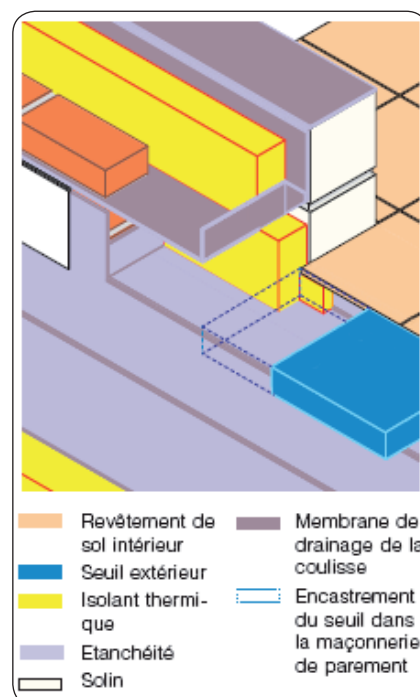 Revêtement de
sol intérieur
Seuil extérieur
Isolant thermi-
que
Etanchéité
Solin
Membrane de
drainage de la
coulisse
Encastrement
du seuil dans
la maçonnerie
de parement